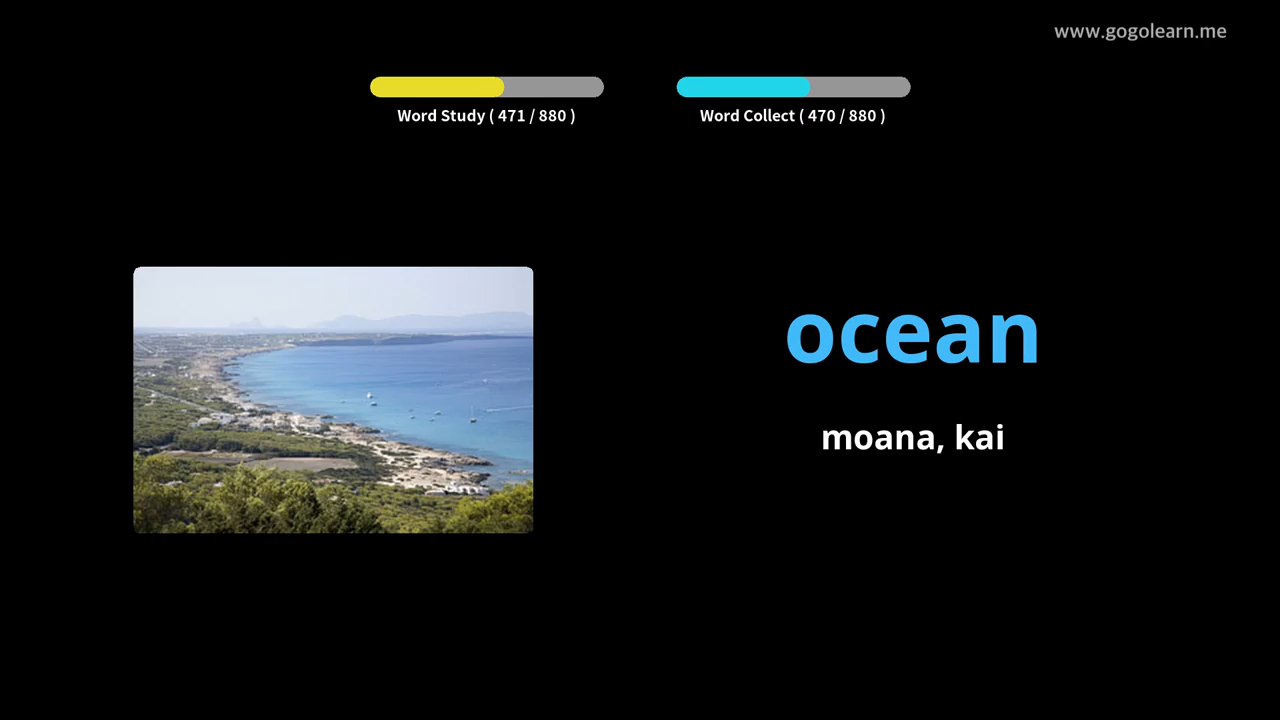 www.gogolearn.me
Word Study ( 471 / 880 )
Word Collect ( 470 / 880 )
ocean
moana, kai